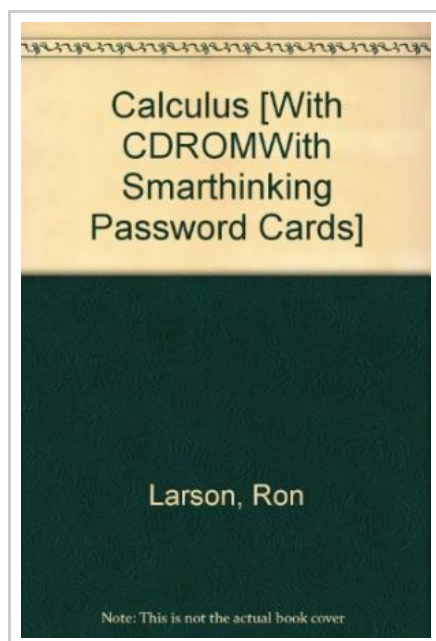 Calculus [With
CDROMWith
Smarthinking
Password Cards]
Larson, Ron
Note: This is not the actual book cover